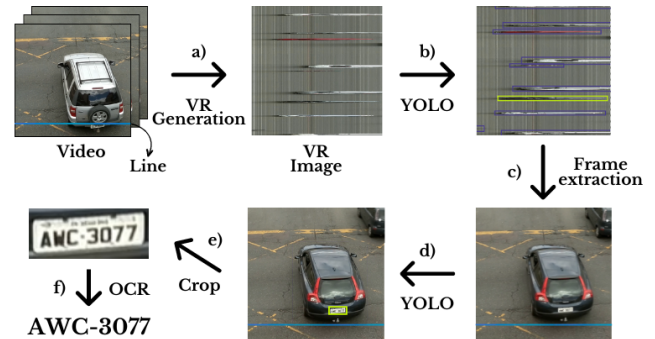 a)
VR
Generation
b)
YOLO
Video
Line
VR
Image
c)
Frame
extraction
AWC-3077
e)
Crop
d)
YOLO
f)
OCR
AWC-3077